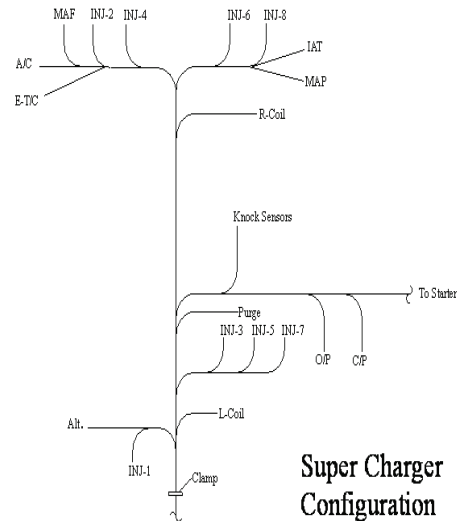 MAF
INJ-2
INJ-4
INJ-6
INJ-8
IAT
A/C
MAP
E-T/C
R-Coil
Knock Sensors
To Starter
Purge
INJ-3
INJ-5
INJ-7
O/P
C/P
L-Coil
Alt.
INJ-1
Clamp
Super Charger
Configuration